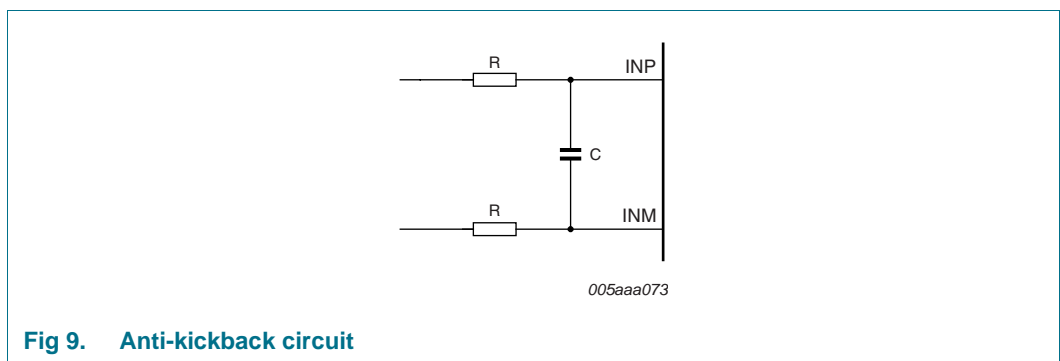 R
INP
C
R
INM
005aaa073
Fig 9. Anti-kickback circuit